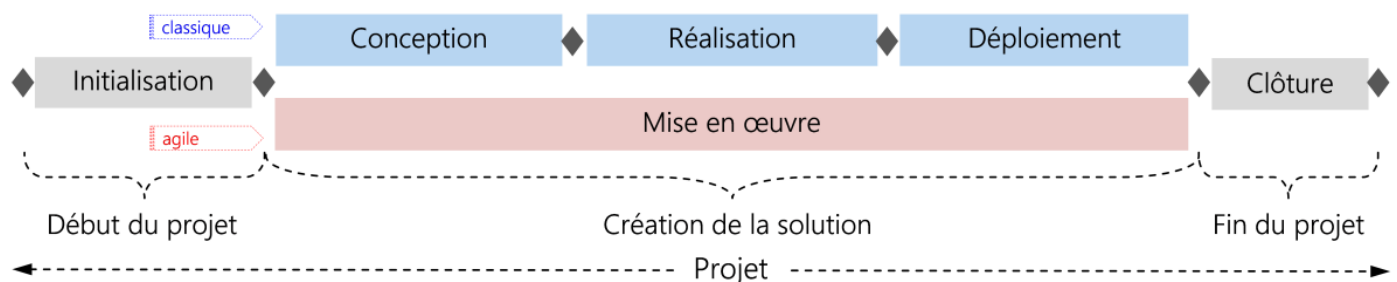 classique
Conception
Réalisation
Déploiement
Initialisation
Clôture
agile
Mise en œuvre
Début du projet
Création de la solution
Fin du projet
Projet